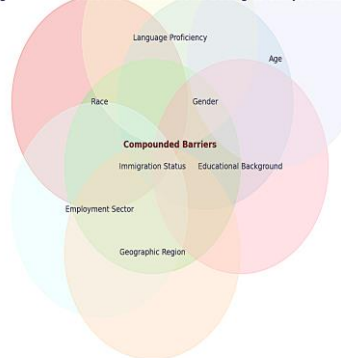 Language Proficiency
Age
Race
Gender
Compounded Barriers
Immigration Status
Educational Background
Employment Sector
Geographic Region